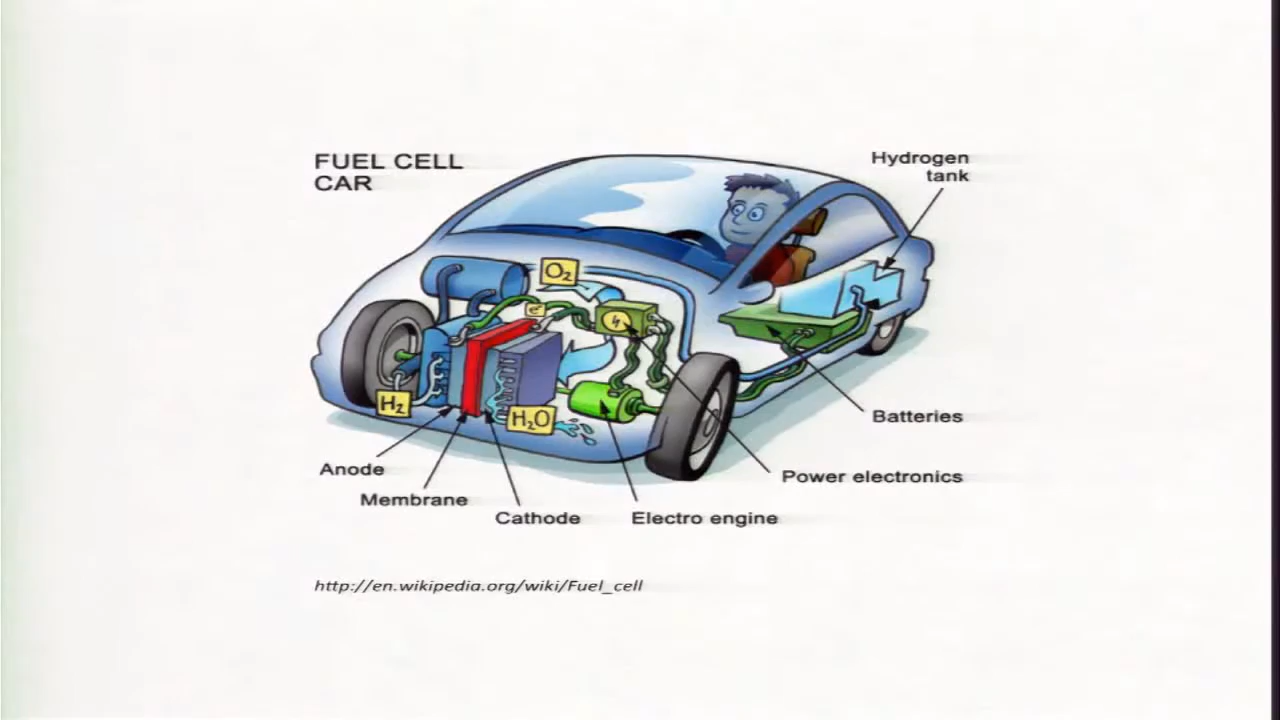 FUEL CELL
CAR
Hydrogen
tank
O₂
e⁻
H₂
H₂O
Batteries
Anode
Power electronics
Membrane
Cathode
Electro engine
http://en.wikipedia.org/wiki/Fuel_cell